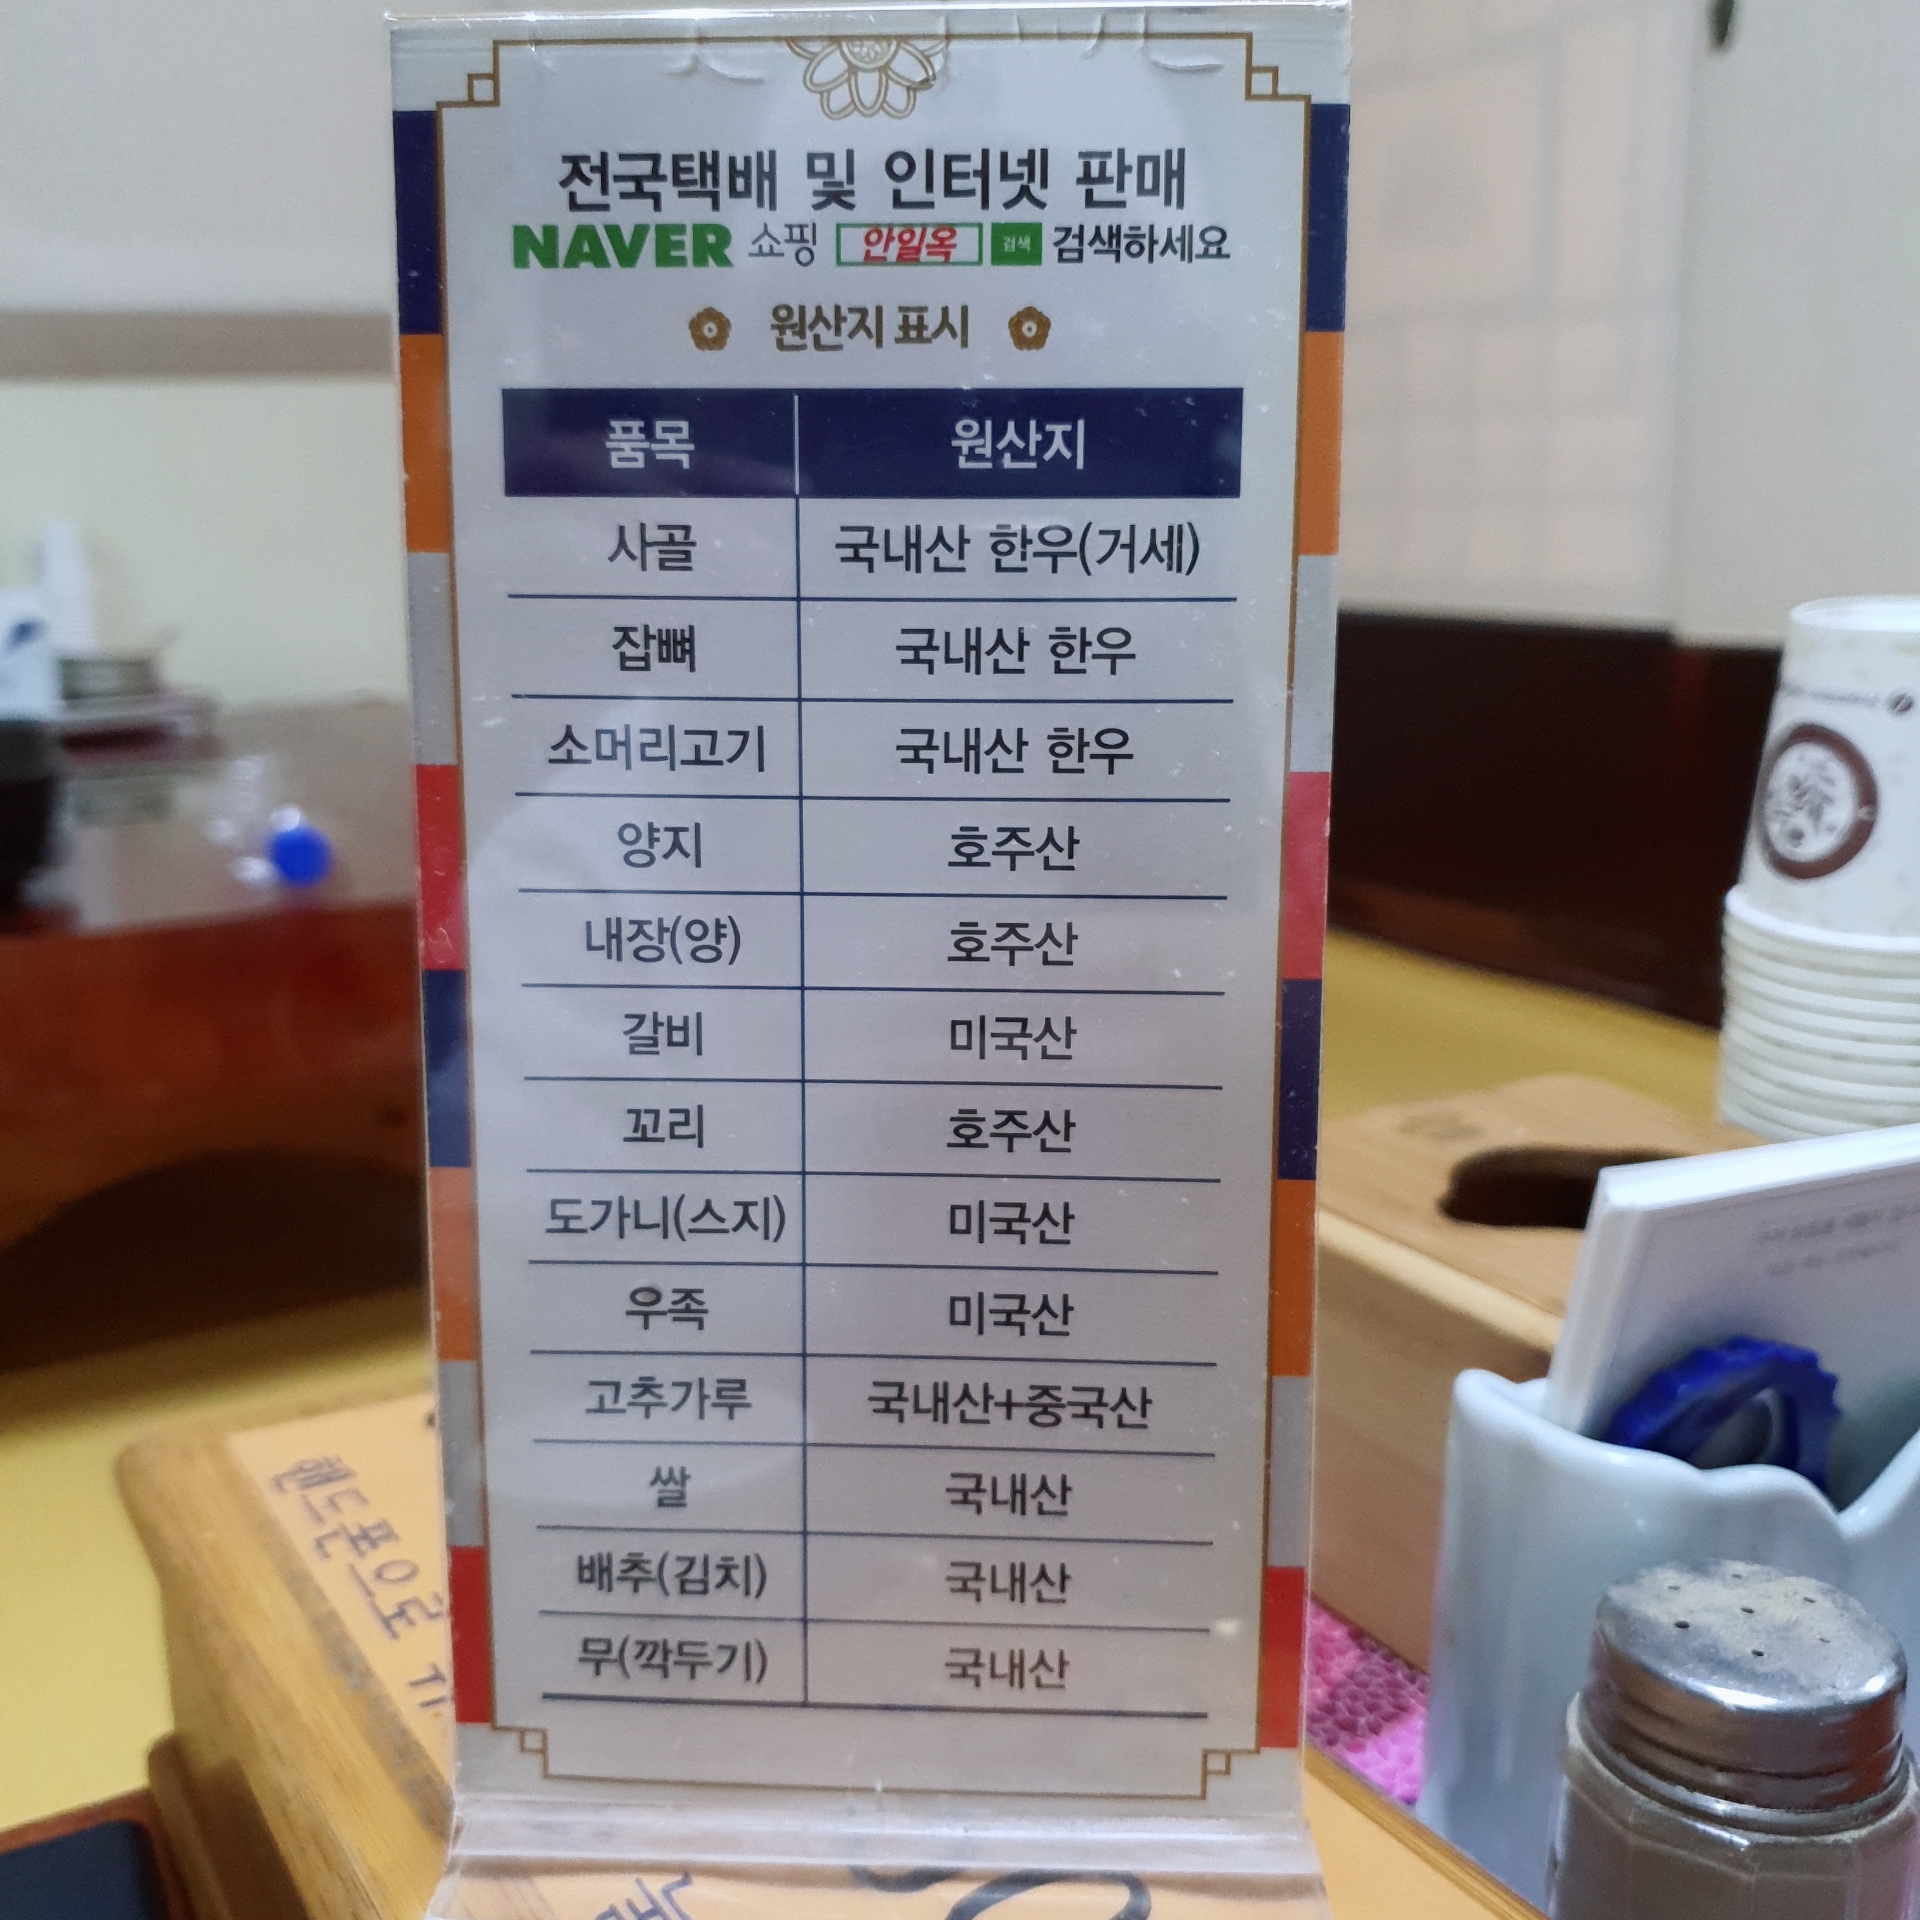 전국택배 및 인터넷 판매
NAVER 쇼핑 안일옥 검색 검색하세요
원산지 표시
품목 원산지
사골 국내산 한우(거세)
잡뼈 국내산 한우
소머리고기 국내산 한우
양지 호주산
내장(양) 호주산
갈비 미국산
꼬리 호주산
도가니(스지) 미국산
우족 미국산
고추가루 국내산+중국산
쌀 국내산
배추(김치) 국내산
무(깍두기) 국내산
핸드폰으로